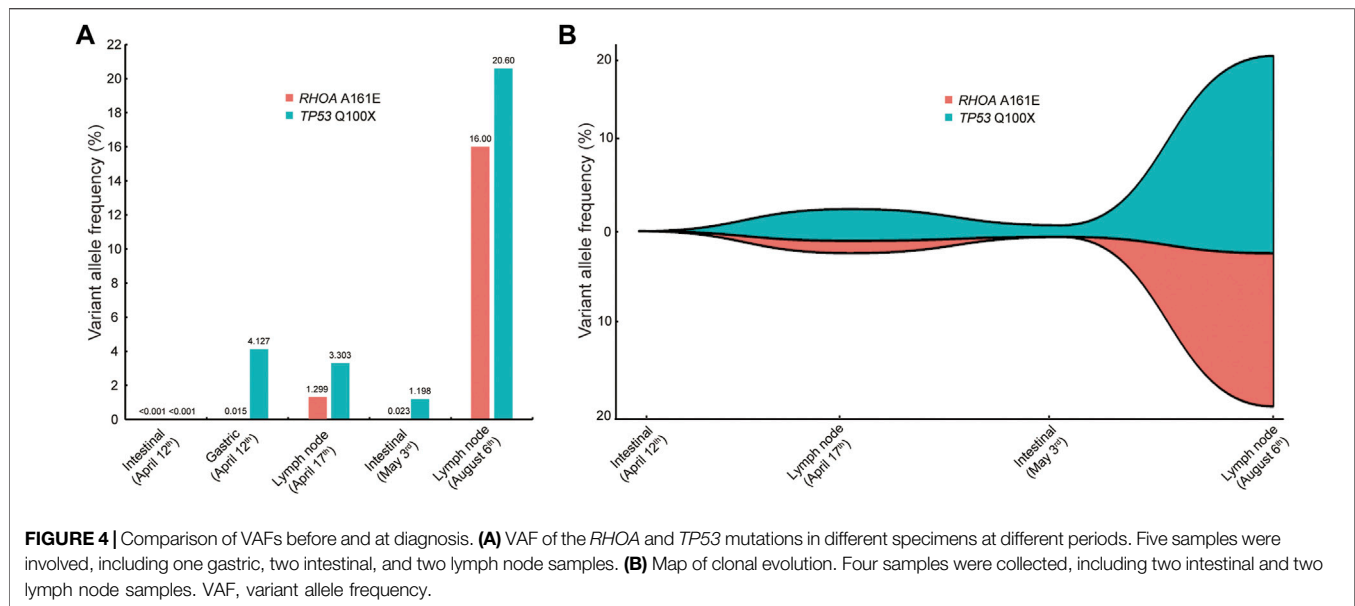 A
Variant allele frequency (%)
22
20
18
16
14
12
10
8
6
4
2
0
RHOA A161E
TP53 Q100X
<0.001 <0.001
0.015
4.127
1.299
3.303
0.023
1.198
16.00
20.60
Intestinal
(April 12th)
Gastric
(April 12th)
Lymph node
(April 17th)
Intestinal
(May 3rd)
Lymph node
(August 6th)
B
Variant allele frequency (%)
20
10
0
10
20
RHOA A161E
TP53 Q100X
Intestinal
(April 12th)
Lymph node
(April 17th)
Intestinal
(May 3rd)
Lymph node
(August 6th)
FIGURE 4 | Comparison of VAFs before and at diagnosis. (A) VAF of the RHOA and TP53 mutations in different specimens at different periods. Five samples were
involved, including one gastric, two intestinal, and two lymph node samples. (B) Map of clonal evolution. Four samples were collected, including two intestinal and two
lymph node samples. VAF, variant allele frequency.